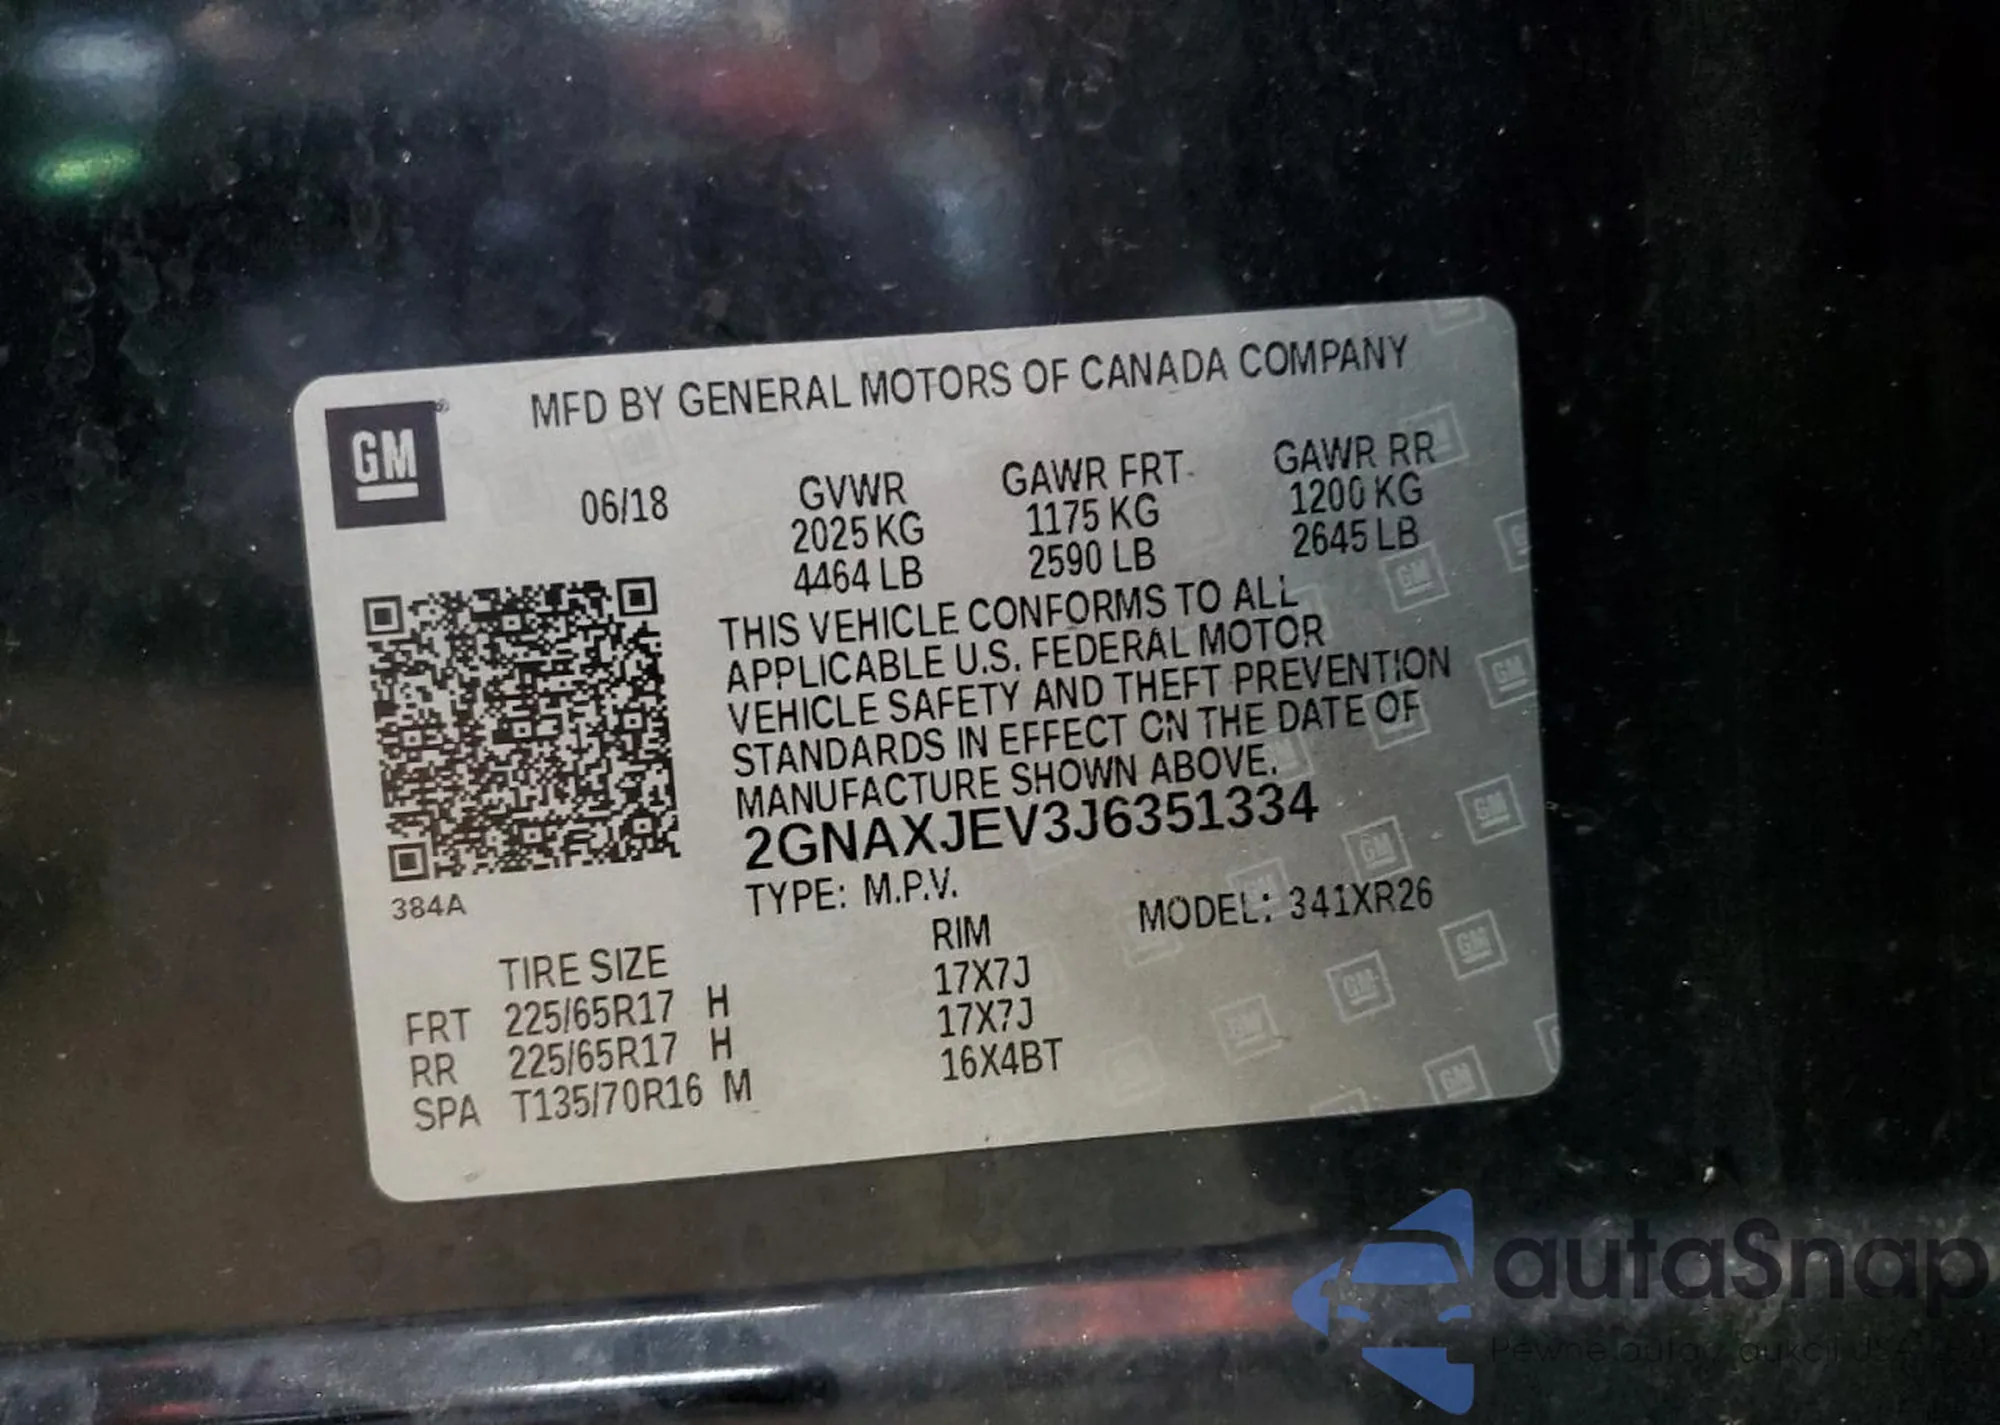 MFD BY GENERAL MOTORS OF CANADA COMPANY
GM
06/18
GVWR GAWR FRT GAWR RR
2025 KG 1175 KG 1200 KG
4464 LB 2590 LB 2645 LB
THIS VEHICLE CONFORMS TO ALL
APPLICABLE U.S. FEDERAL MOTOR
VEHICLE SAFETY AND THEFT PREVENTION
STANDARDS IN EFFECT ON THE DATE OF
MANUFACTURE SHOWN ABOVE.
2GNAXJEV3J6351334
384A
TYPE: M.P.V. MODEL: 341XR26
TIRE SIZE RIM
FRT 225/65R17 H 17X7J
RR 225/65R17 H 17X7J
SPA T135/70R16 M 16X4BT
autaSnap
Pewne auta z aukcji